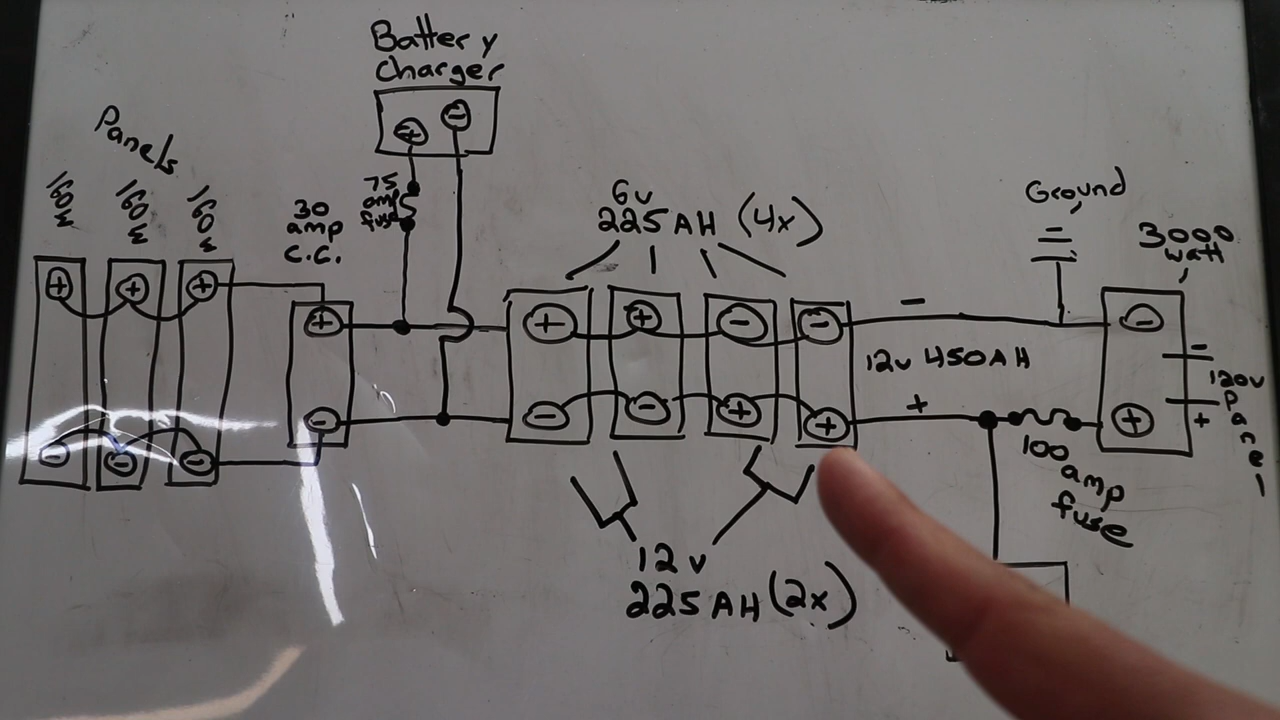 Battery
Charger
Panels
160w
160w
160w
30
amp
C.C.
75
amp
fuse
+ -
6v
225AH (4x)
Ground
3000
watt
+ + +
- - -
+
-
+ + - -
- - + +
-
12v 450AH
+
-
+
- 
120v
Panel
+
100
amp
fuse
12v
225AH (2x)